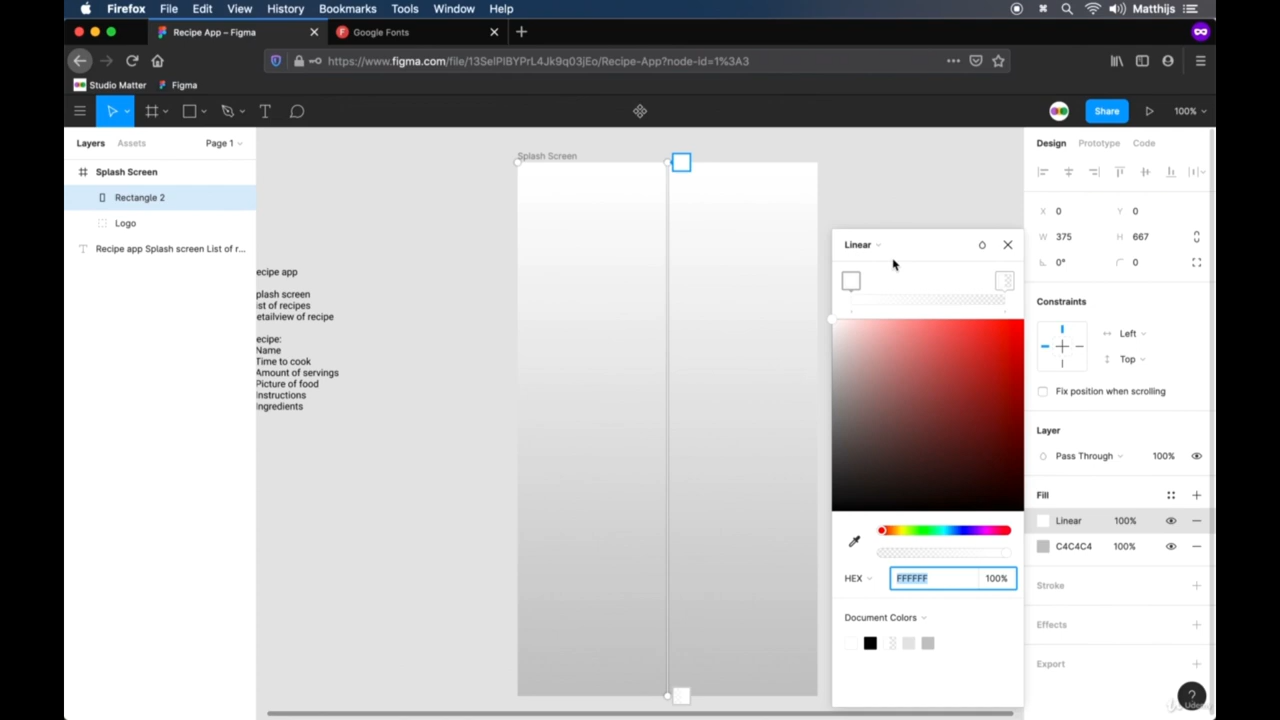 Firefox File Edit View History Bookmarks Tools Window Help Matthijs
Recipe App – Figma Google Fonts
https://www.figma.com/file/13SelPlBYPrL4Jk9q03jEo/Recipe-App?node-id=1%3A3
Studio Matter Figma
Share 100%
Layers Assets Page 1
Splash Screen
Rectangle 2
Logo
Recipe app Splash screen List of r...
ecipe app
plash screen
ist of recipes
etailview of recipe
ecipe:
Name
Time to cook
Amount of servings
Picture of food
Instructions
Ingredients
Splash Screen
Linear
HEX FFFFFF 100%
Document Colors
Design Prototype Code
X 0 Y 0
W 375 H 667
0° 0
Constraints
Left
Top
Fix position when scrolling
Layer
Pass Through 100%
Fill
Linear 100%
C4C4C4 100%
Stroke
Effects
Export
?
Udemy